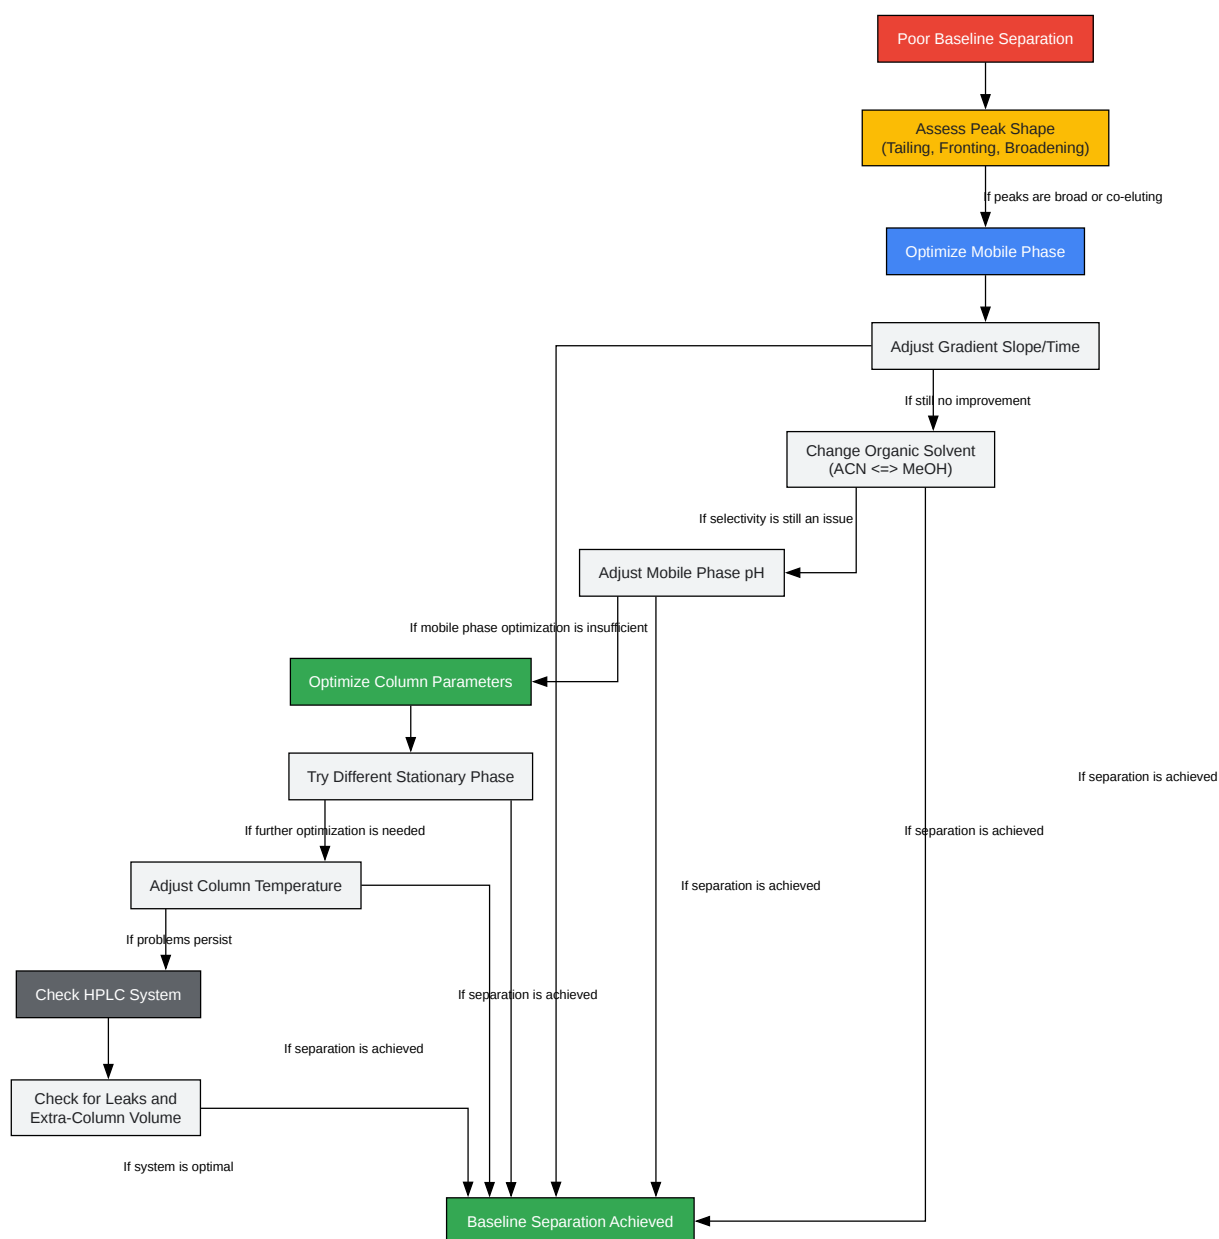 Poor Baseline Separation
Assess Peak Shape
(Tailing, Fronting, Broadening)
If peaks are broad or co-eluting
Optimize Mobile Phase
Adjust Gradient Slope/Time
If still no improvement
Change Organic Solvent
(ACN <=> MeOH)
If selectivity is still an issue
Adjust Mobile Phase pH
If mobile phase optimization is insufficient
Optimize Column Parameters
Try Different Stationary Phase
If separation is achieved
If further optimization is needed
If separation is achieved
Adjust Column Temperature
If separation is achieved
If problems persist
Check HPLC System
If separation is achieved
If separation is achieved
Check for Leaks and
Extra-Column Volume
If system is optimal
Baseline Separation Achieved